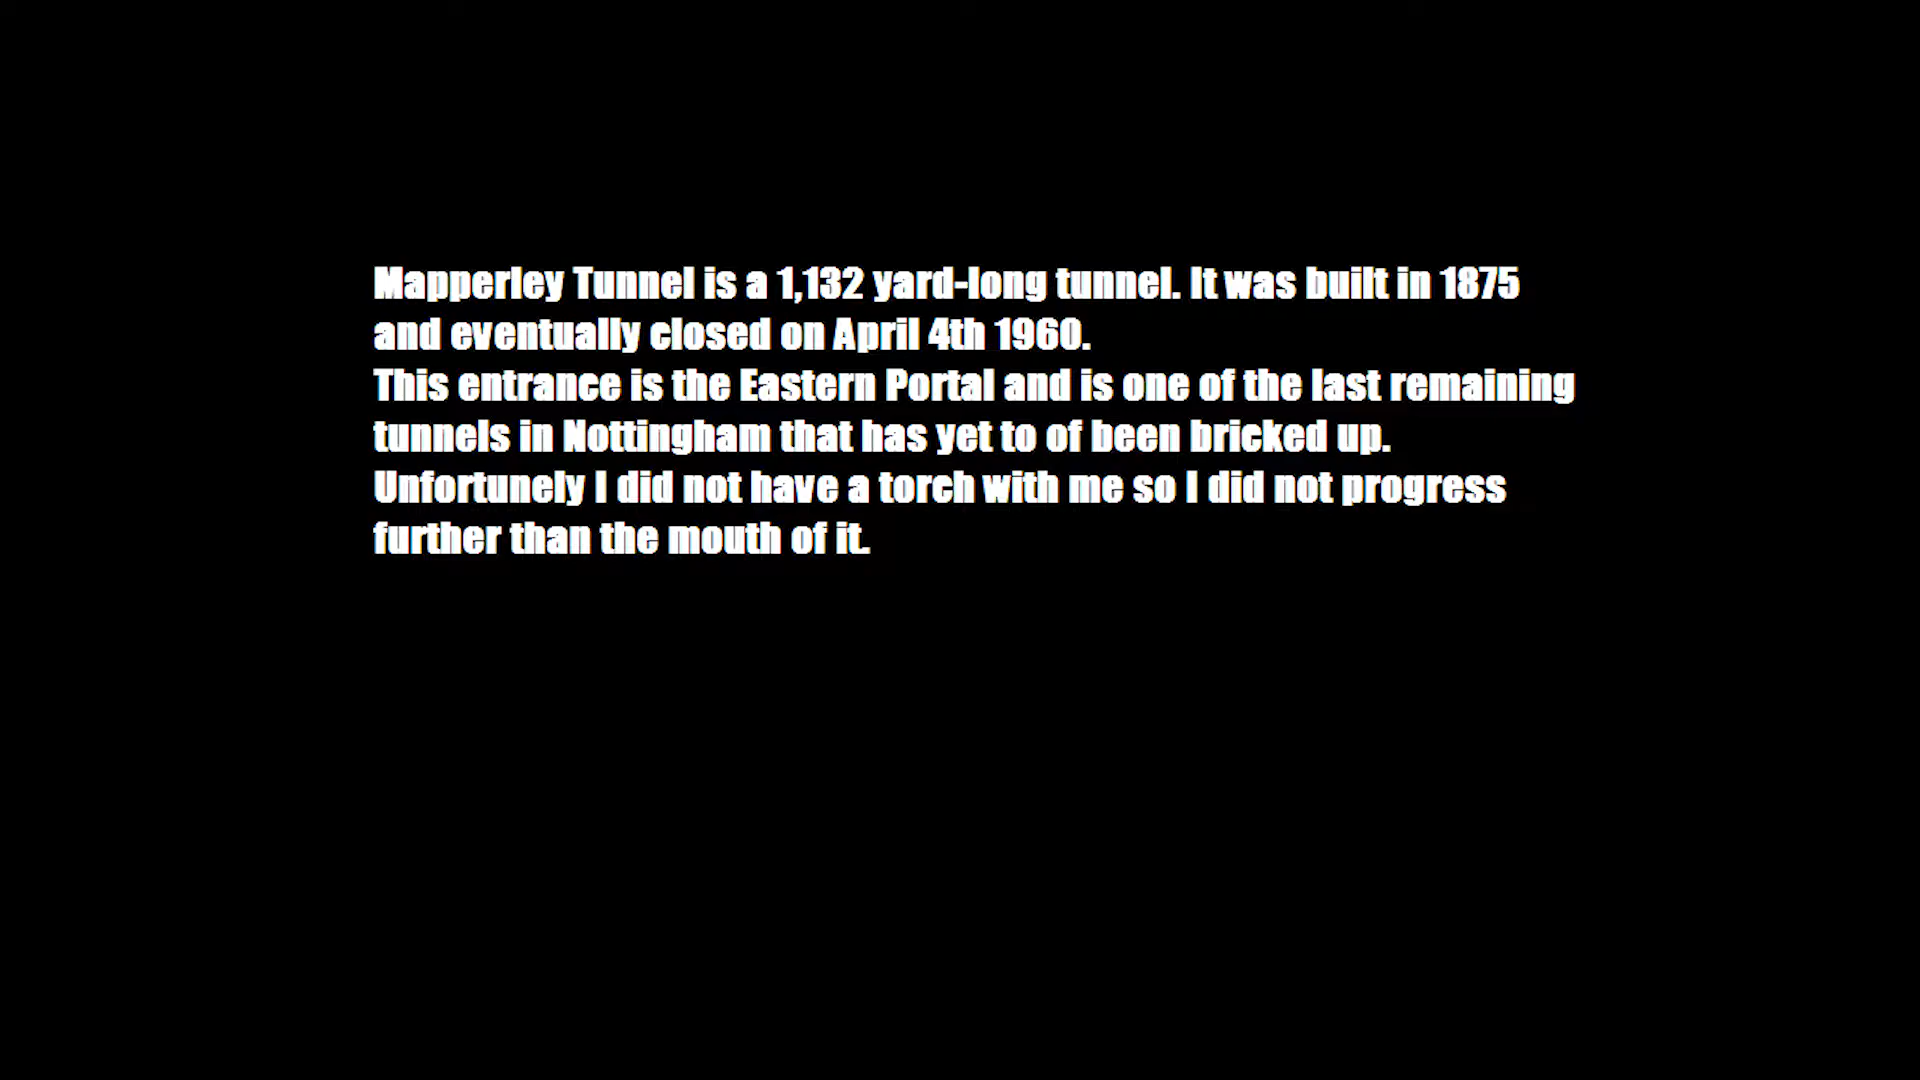 Mapperley Tunnel is a 1,132 yard-long tunnel. It was built in 1875
and eventually closed on April 4th 1960.
This entrance is the Eastern Portal and is one of the last remaining
tunnels in Nottingham that has yet to of been bricked up.
Unfortunely I did not have a torch with me so I did not progress
further than the mouth of it.